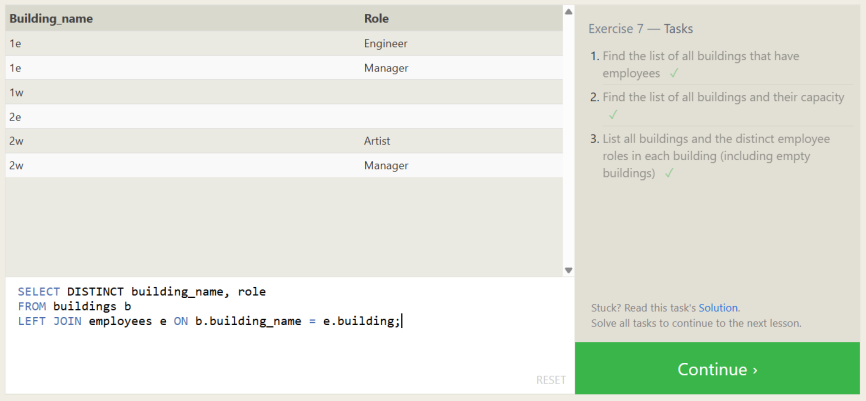 Building_name Role
1e Engineer
1e Manager
1w
2e
2w Artist
2w Manager
SELECT DISTINCT building_name, role
FROM buildings b
LEFT JOIN employees e ON b.building_name = e.building;
RESET
Exercise 7 — Tasks
1. Find the list of all buildings that have
employees ✓
2. Find the list of all buildings and their capacity
✓
3. List all buildings and the distinct employee
roles in each building (including empty
buildings) ✓
Stuck? Read this task's Solution.
Solve all tasks to continue to the next lesson.
Continue ›